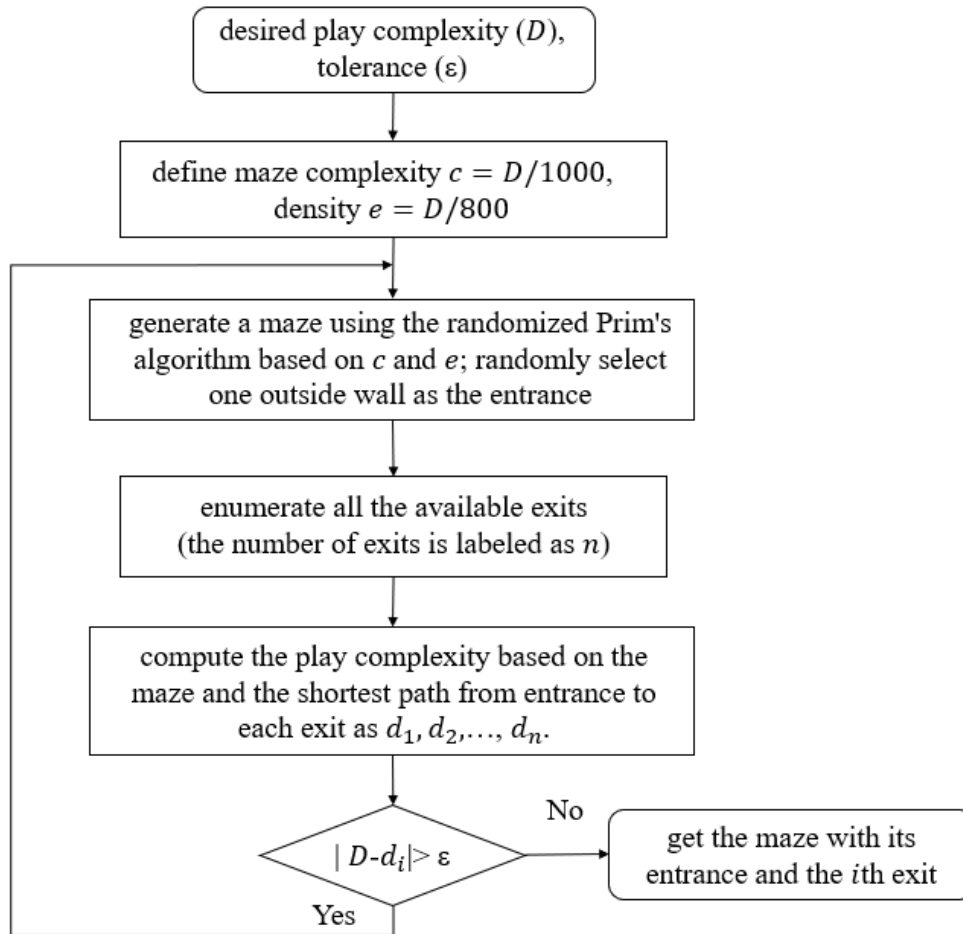 desired play complexity (D),
tolerance (ε)
define maze complexity c = D/1000,
density e = D/800
generate a maze using the randomized Prim's
algorithm based on c and e; randomly select
one outside wall as the entrance
enumerate all the available exits
(the number of exits is labeled as n)
compute the play complexity based on the
maze and the shortest path from entrance to
each exit as d₁, d₂,…, dₙ.
| D-dᵢ|> ε
No
get the maze with its
entrance and the ith exit
Yes